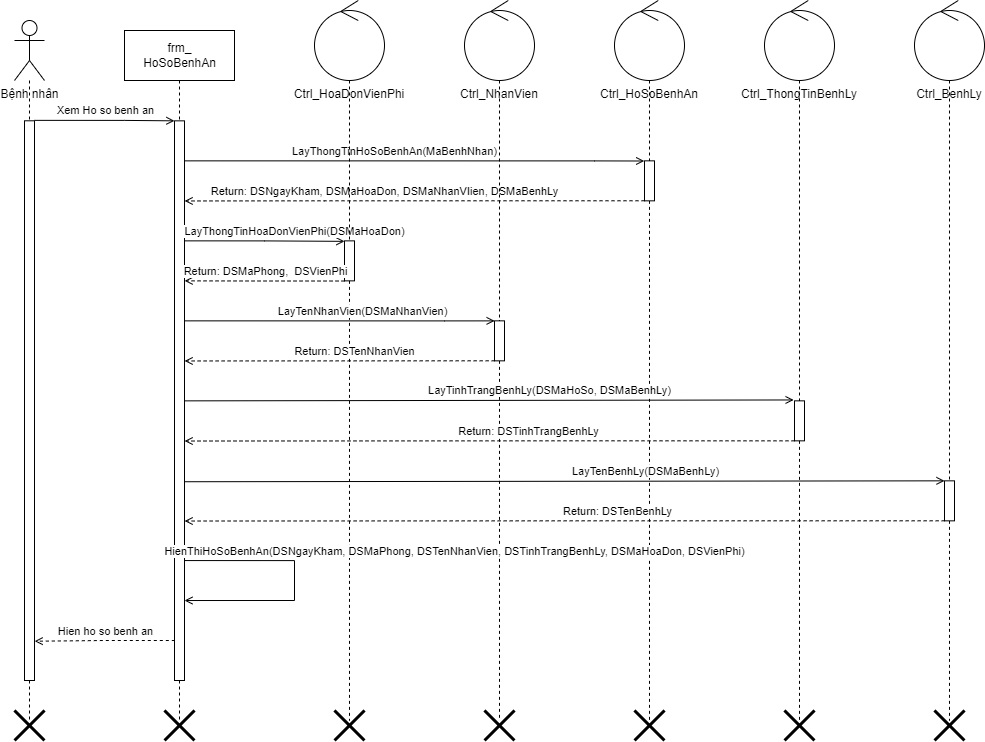 frm_
HoSoBenhAn
Bệnh nhân
Ctrl_HoaDonVienPhi
Ctrl_NhanVien
Ctrl_HoSoBenhAn
Ctrl_ThongTinBenhLy
Ctrl_BenhLy
Xem Ho so benh an
LayThongTinHoSoBenhAn(MaBenhNhan)
Return: DSNgayKham, DSMaHoaDon, DSMaNhanVIien, DSMaBenhLy
LayThongTinHoaDonVienPhi(DSMaHoaDon)
Return: DSMaPhong, DSVienPhi
LayTenNhanVien(DSMaNhanVien)
Return: DSTenNhanVien
LayTinhTrangBenhLy(DSMaHoSo, DSMaBenhLy)
Return: DSTinhTrangBenhLy
LayTenBenhLy(DSMaBenhLy)
Return: DSTenBenhLy
HienThiHoSoBenhAn(DSNgayKham, DSMaPhong, DSTenNhanVien, DSTinhTrangBenhLy, DSMaHoaDon, DSVienPhi)
Hien ho so benh an